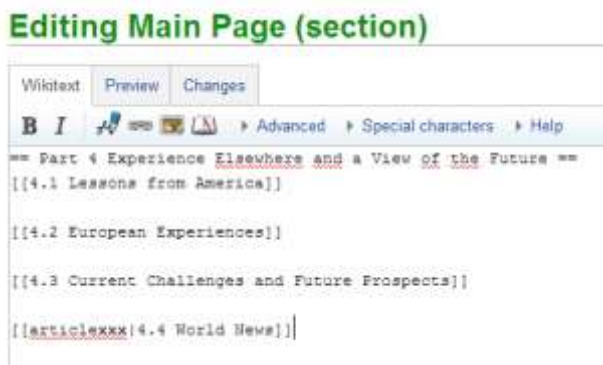 Editing Main Page (section)
Wikitext Preview Changes
B I Advanced Special characters Help
== Part 4 Experience Elsewhere and a View of the Future ==
[[4.1 Lessons from America]]
[[4.2 European Experiences]]
[[4.3 Current Challenges and Future Prospects]]
[[articlexxx|4.4 World News]]